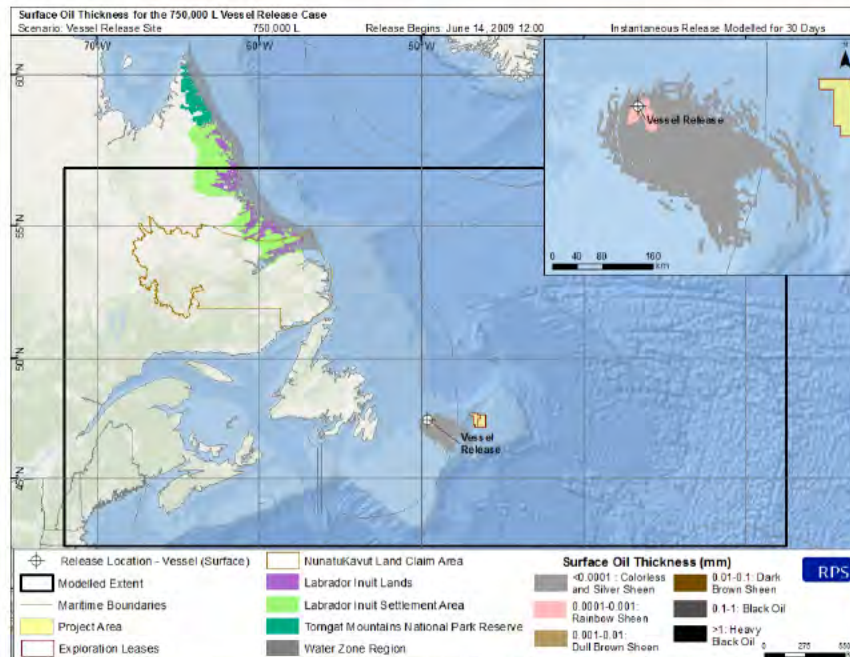 Surface Oil Thickness for the 750,000 L Vessel Release Case
Scenario: Vessel Release Site 750,000 L Release Begins: June 14, 2009 12:00 Instantaneous Release Modelled for 30 Days
70°W 60°W 50°W
60°N
55°N
50°N
45°N
Vessel Release
0 40 80 160
km
N
Vessel
Release
Release Location - Vessel (Surface)
Modelled Extent
Maritime Boundaries
Project Area
Exploration Leases
NunatuKavut Land Claim Area
Labrador Inuit Lands
Labrador Inuit Settlement Area
Torngat Mountains National Park Reserve
Water Zone Region
Surface Oil Thickness (mm)
<0.0001 : Colorless
and Silver Sheen
0.0001-0.001:
Rainbow Sheen
0.001-0.01:
Dull Brown Sheen
0.01-0.1: Dark
Brown Sheen
0.1-1: Black Oil
>1: Heavy
Black Oil
RPS
0 275 550